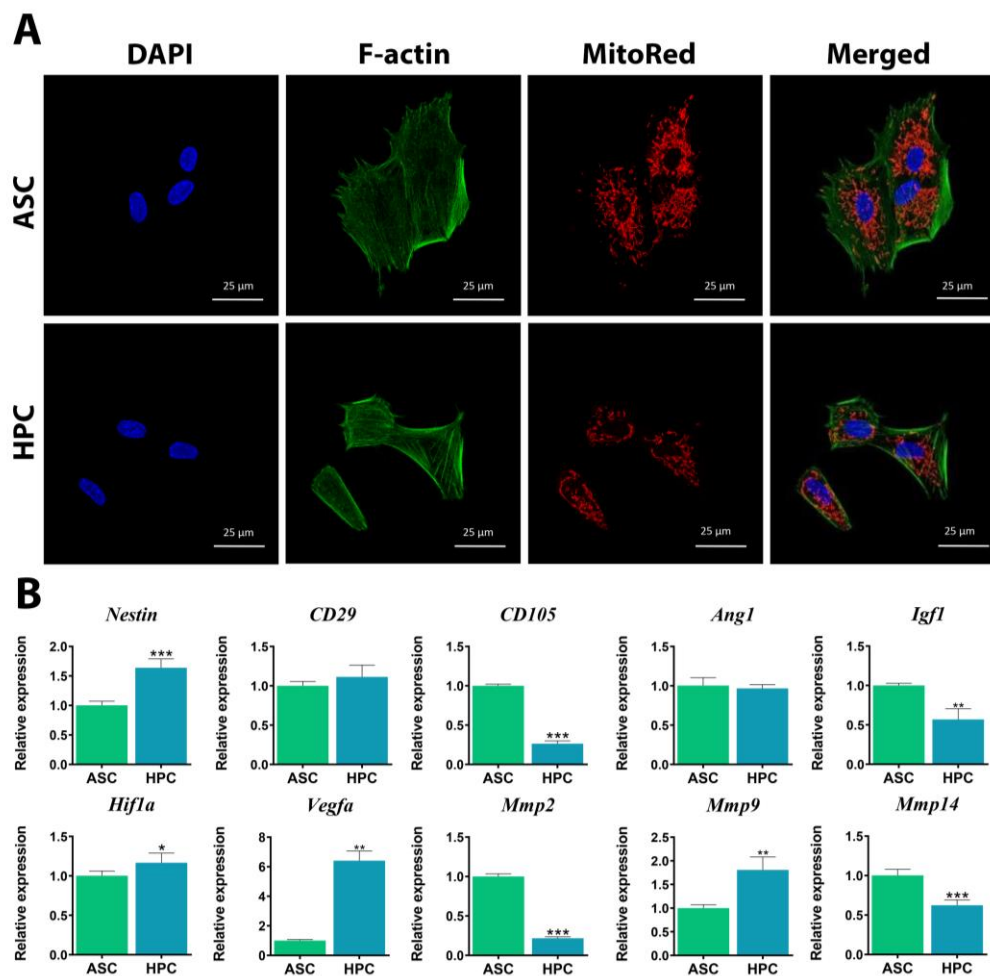 A
DAPI F-actin MitoRed Merged
ASC
25 μm 25 μm 25 μm 25 μm
HPC
25 μm 25 μm 25 μm 25 μm
B
Nestin CD29 CD105 Ang1 Igf1
Relative expression Relative expression Relative expression Relative expression Relative expression
2.0 1.5 1.5 1.5 1.5
*** *** **
1.5 1.0 1.0 1.0 1.0
1.0 0.5 0.5 0.5 0.5
0.5
0.0 0.0 0.0 0.0 0.0
ASC HPC ASC HPC ASC HPC ASC HPC ASC HPC
Hif1a Vegfa Mmp2 Mmp9 Mmp14
Relative expression Relative expression Relative expression Relative expression Relative expression
1.5 8 1.5 2.0 1.5
* ** *** ** ***
1.0 6 1.0 1.5 1.0
0.5 4 0.5 1.0 0.5
2 0.5
0.0 0 0.0 0.0 0.0
ASC HPC ASC HPC ASC HPC ASC HPC ASC HPC